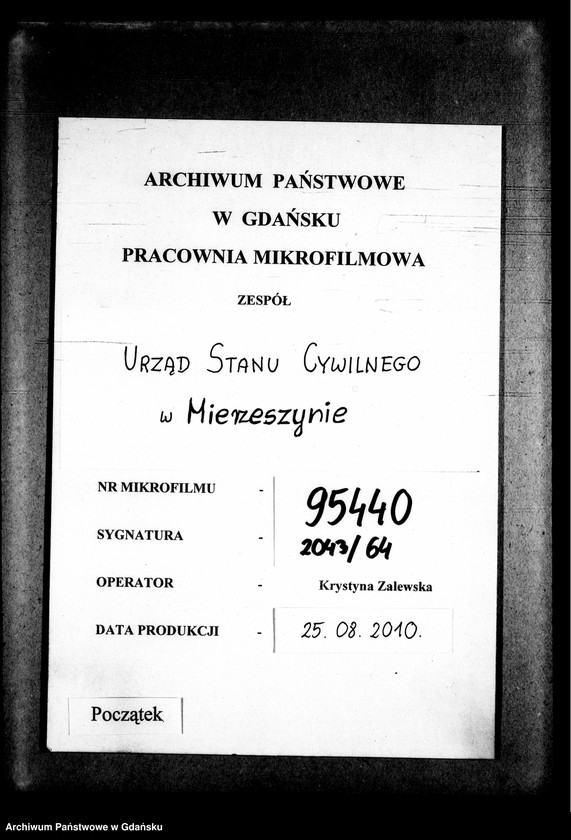 ARCHIWUM PAŃSTWOWE
W GDAŃSKU
PRACOWNIA MIKROFILMOWA
ZESPÓŁ
URZĄD STANU CYWILNEGO
w Mierzeszynie
NR MIKROFILMU - 95440
SYGNATURA - 2043/64
OPERATOR - Krystyna Zalewska
DATA PRODUKCJI - 25.08.2010.
Początek
Archiwum Państwowe w Gdańsku